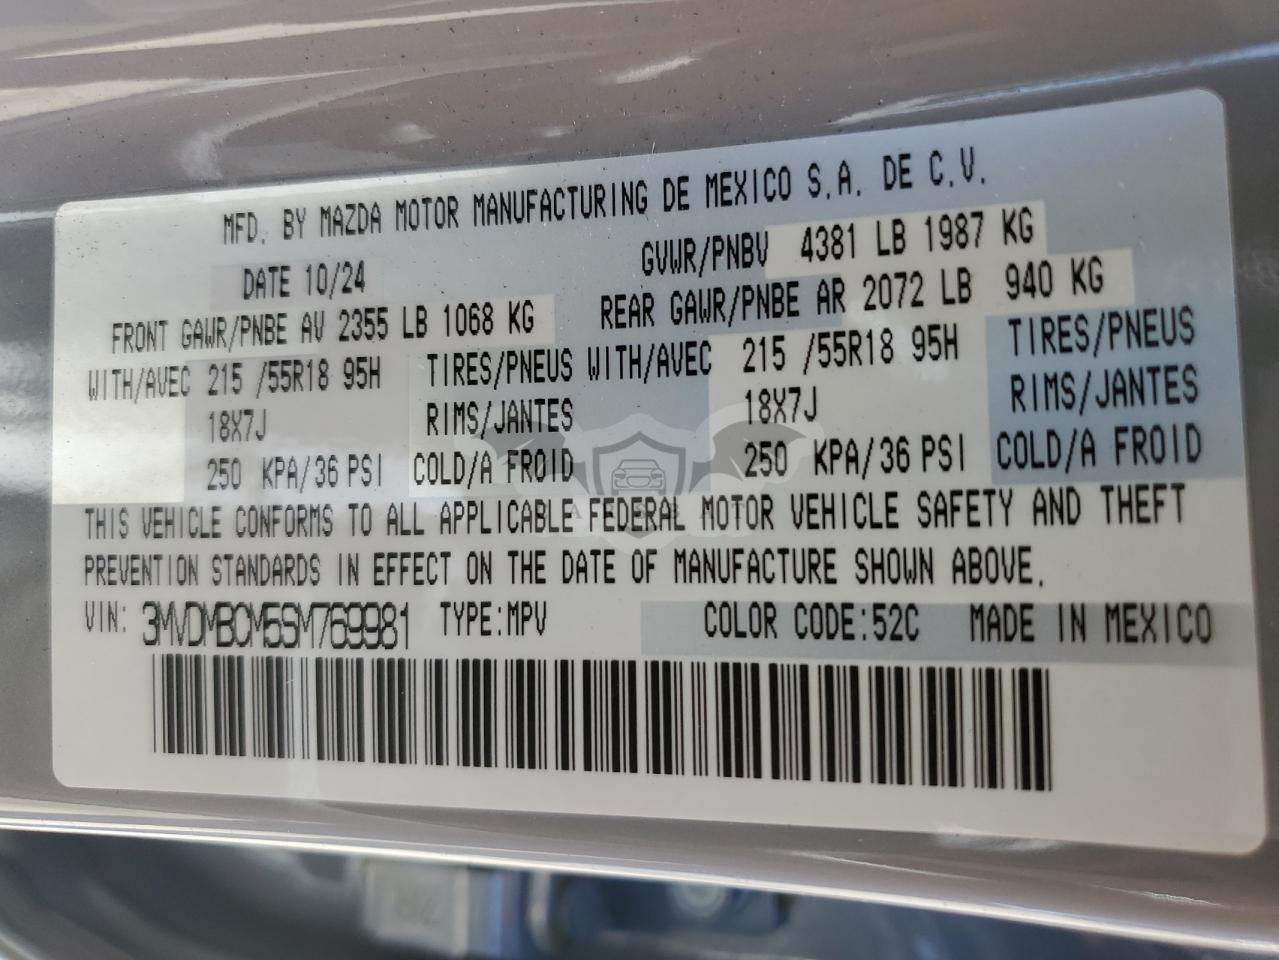 MFD. BY MAZDA MOTOR MANUFACTURING DE MEXICO S.A. DE C.V.
DATE 10/24 GVWR/PNBV 4381 LB 1987 KG
FRONT GAWR/PNBE AV 2355 LB 1068 KG REAR GAWR/PNBE AR 2072 LB 940 KG
WITH/AVEC 215 /55R18 95H TIRES/PNEUS WITH/AVEC 215 /55R18 95H TIRES/PNEUS
18X7J RIMS/JANTES 18X7J RIMS/JANTES
250 KPA/36 PSI COLD/A FROID 250 KPA/36 PSI COLD/A FROID
THIS VEHICLE CONFORMS TO ALL APPLICABLE FEDERAL MOTOR VEHICLE SAFETY AND THEFT
PREVENTION STANDARDS IN EFFECT ON THE DATE OF MANUFACTURE SHOWN ABOVE.
VIN: 3MVDMBCM5SM769981 TYPE:MPV COLOR CODE:52C MADE IN MEXICO